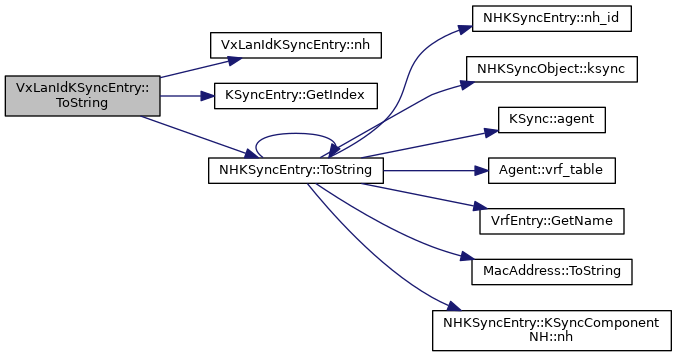 VxLanIdKSyncEntry::
ToString
VxLanIdKSyncEntry::nh
KSyncEntry::GetIndex
NHKSyncEntry::ToString
NHKSyncEntry::nh_id
NHKSyncObject::ksync
KSync::agent
Agent::vrf_table
VrfEntry::GetName
MacAddress::ToString
NHKSyncEntry::KSyncComponent
NH::nh